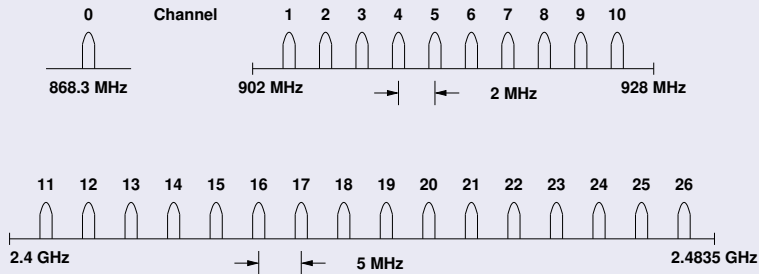 0 Channel 1 2 3 4 5 6 7 8 9 10
868.3 MHz 902 MHz 928 MHz
2 MHz
11 12 13 14 15 16 17 18 19 20 21 22 23 24 25 26
2.4 GHz 2.4835 GHz
5 MHz